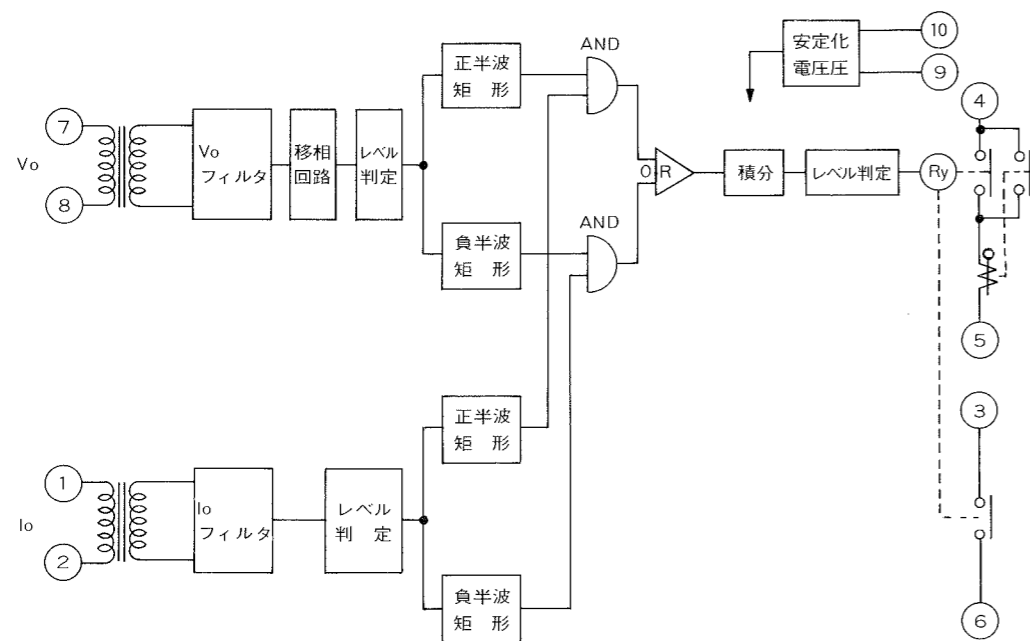 AND
正半波
矩 形
安定化
電圧圧
10
9
4
7
Vo
8
Vo
フィルタ
移相
回路
レベル
判定
OR
積分
レベル判定
Ry
AND
負半波
矩 形
5
正半波
矩 形
3
1
Io
2
Io
フィルタ
レベル
判 定
負半波
矩 形
6